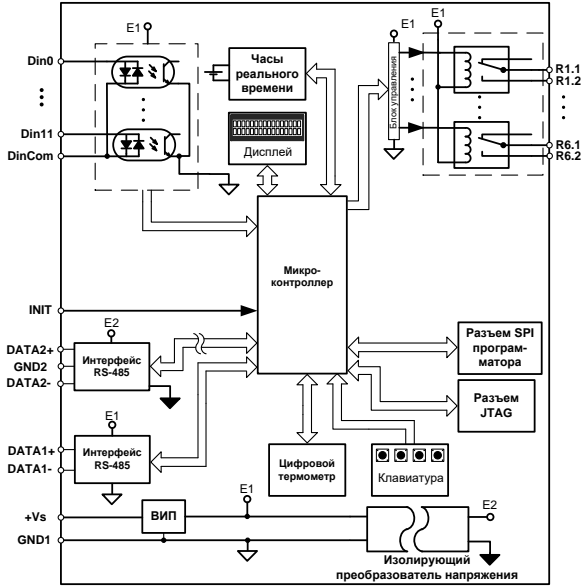 E1
E1
E1
Din0
Часы
реального
времени
Блок управления
R1.1
R1.2
Дисплей
Din11
DinCom
R6.1
R6.2
Микро-
контроллер
INIT
E2
DATA2+
GND2
DATA2-
Интерфейс
RS-485
Разъем SPI
програм-
матора
Разъем
JTAG
E1
DATA1+
DATA1-
Интерфейс
RS-485
Цифровой
термометр
Клавиатура
+Vs
ВИП
E1
E2
GND1
Изолирующий
преобразователь напряжения